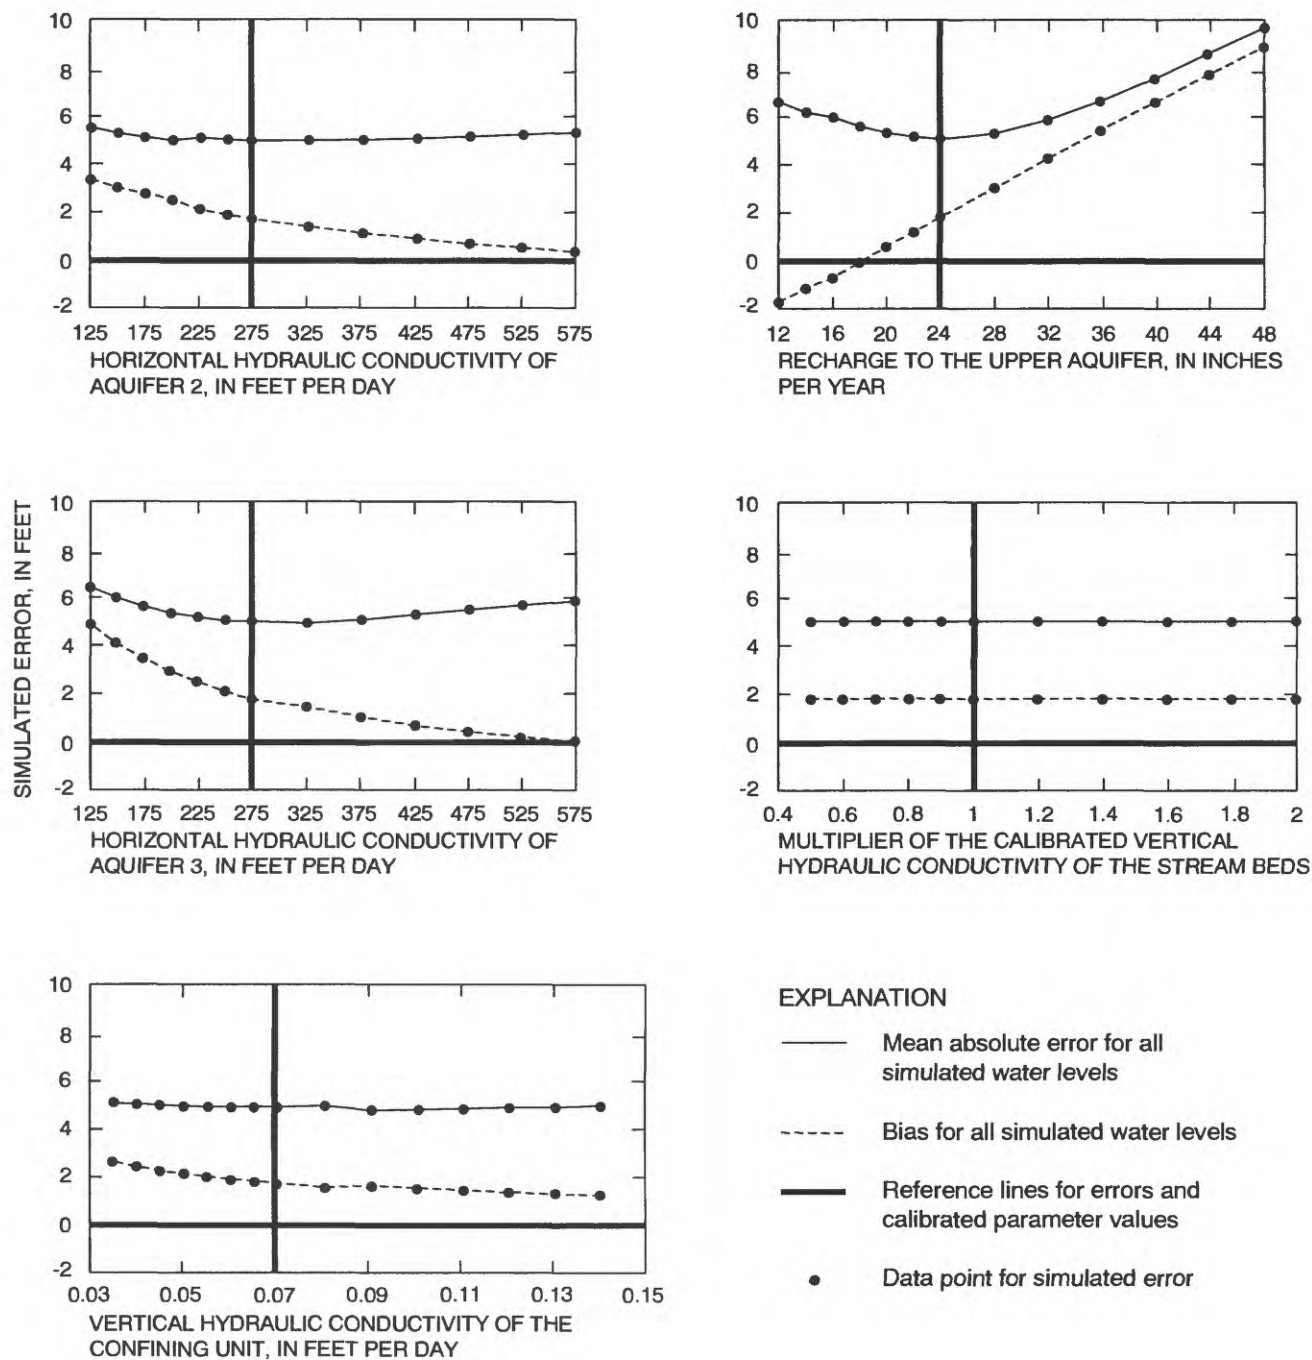 10
8
6
4
2
0
-2
125 175 225 275 325 375 425 475 525 575
HORIZONTAL HYDRAULIC CONDUCTIVITY OF
AQUIFER 2, IN FEET PER DAY
10
8
6
4
2
0
-2
12 16 20 24 28 32 36 40 44 48
RECHARGE TO THE UPPER AQUIFER, IN INCHES
PER YEAR
SIMULATED ERROR, IN FEET
10
8
6
4
2
0
-2
125 175 225 275 325 375 425 475 525 575
HORIZONTAL HYDRAULIC CONDUCTIVITY OF
AQUIFER 3, IN FEET PER DAY
10
8
6
4
2
0
-2
0.4 0.6 0.8 1 1.2 1.4 1.6 1.8 2
MULTIPLIER OF THE CALIBRATED VERTICAL
HYDRAULIC CONDUCTIVITY OF THE STREAM BEDS
10
8
6
4
2
0
-2
0.03 0.05 0.07 0.09 0.11 0.13 0.15
VERTICAL HYDRAULIC CONDUCTIVITY OF THE
CONFINING UNIT, IN FEET PER DAY
EXPLANATION
Mean absolute error for all
simulated water levels
Bias for all simulated water levels
Reference lines for errors and
calibrated parameter values
Data point for simulated error